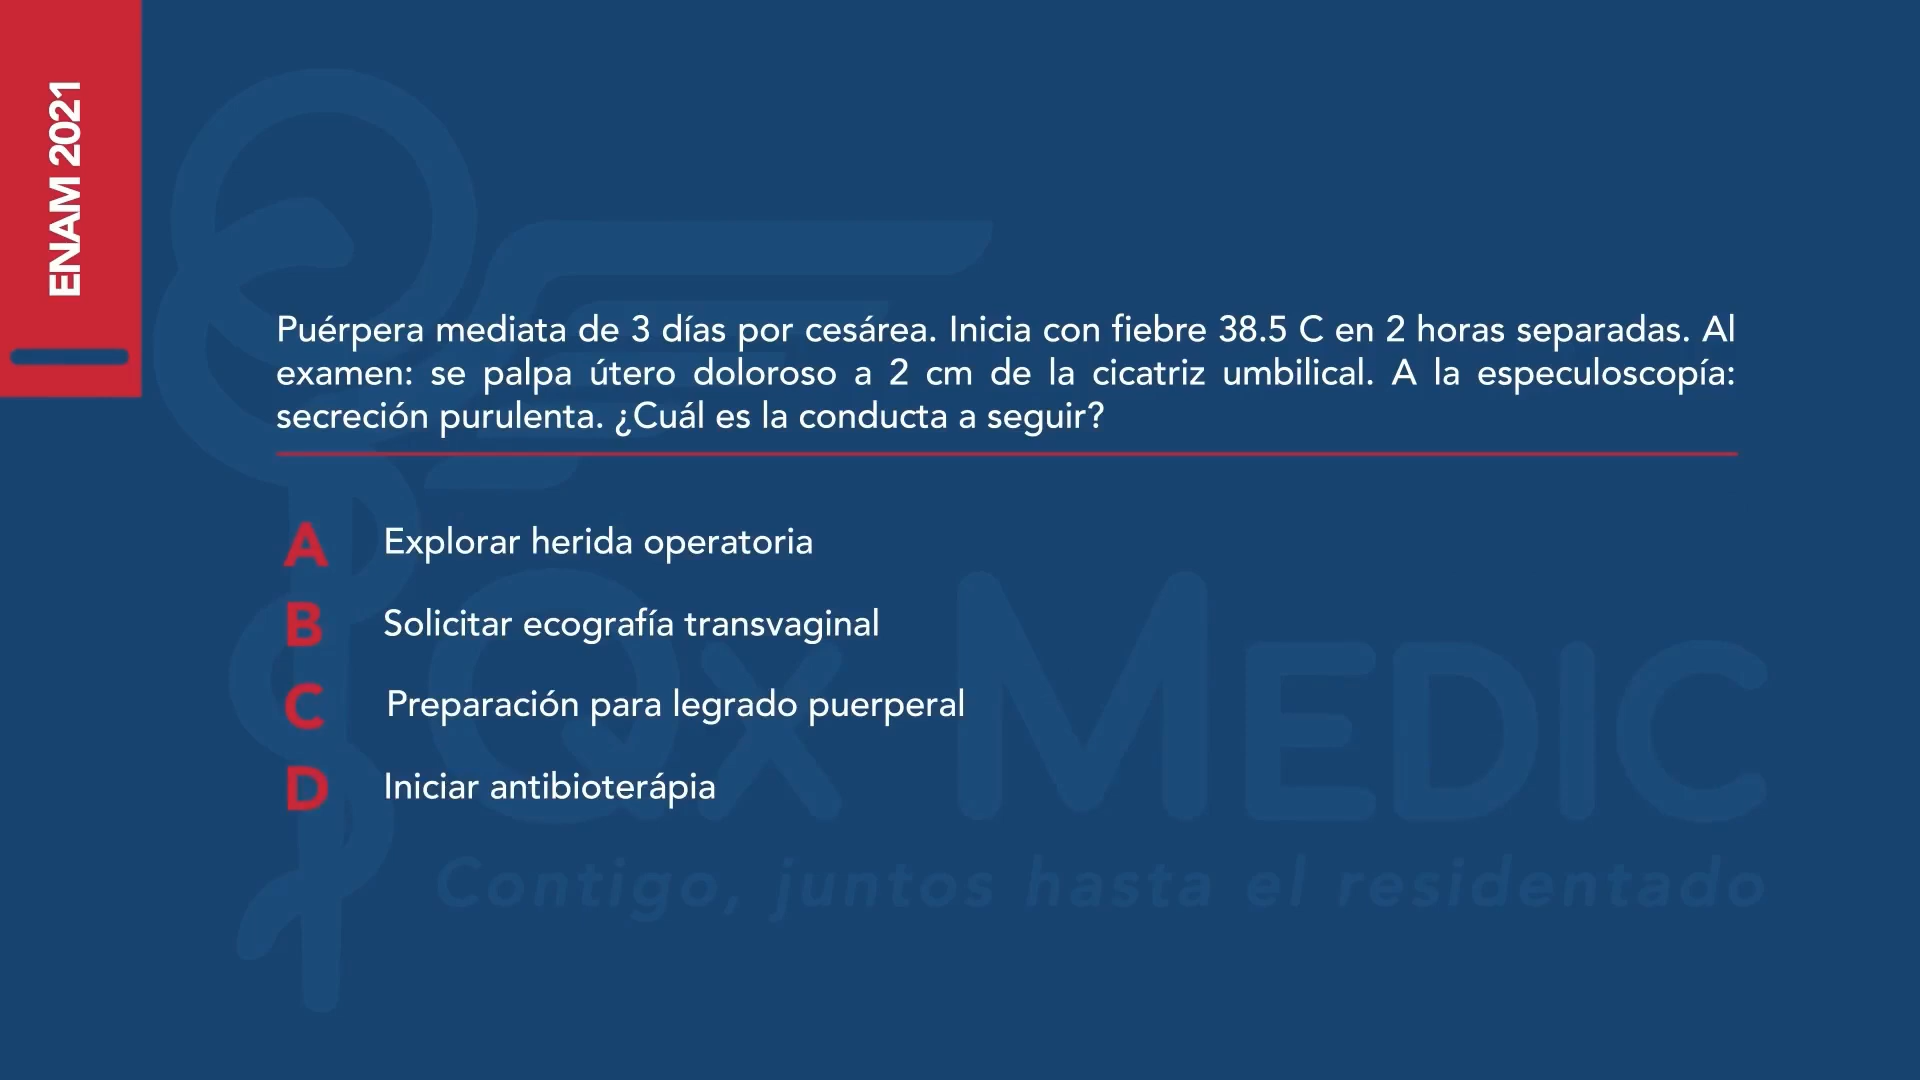 ENAM 2021
Puérpera mediata de 3 días por cesárea. Inicia con fiebre 38.5 C en 2 horas separadas. Al
examen: se palpa útero doloroso a 2 cm de la cicatriz umbilical. A la especuloscopía:
secreción purulenta. ¿Cuál es la conducta a seguir?
A Explorar herida operatoria
B Solicitar ecografía transvaginal
C Preparación para legrado puerperal
D Iniciar antibioterápia
Qx MEDIC
Contigo, juntos hasta el residentado